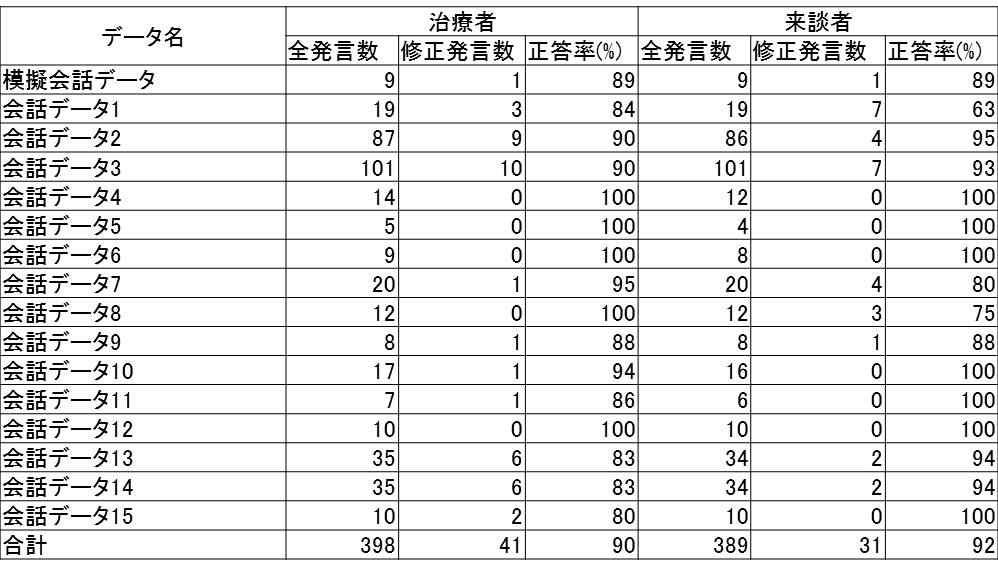 データ名 治療者 来談者
全発言数 修正発言数 正答率(%) 全発言数 修正発言数 正答率(%)
模擬会話データ 9 1 89 9 1 89
会話データ1 19 3 84 19 7 63
会話データ2 87 9 90 86 4 95
会話データ3 101 10 90 101 7 93
会話データ4 14 0 100 12 0 100
会話データ5 5 0 100 4 0 100
会話データ6 9 0 100 8 0 100
会話データ7 20 1 95 20 4 80
会話データ8 12 0 100 12 3 75
会話データ9 8 1 88 8 1 88
会話データ10 17 1 94 16 0 100
会話データ11 7 1 86 6 0 100
会話データ12 10 0 100 10 0 100
会話データ13 35 6 83 34 2 94
会話データ14 35 6 83 34 2 94
会話データ15 10 2 80 10 0 100
合計 398 41 90 389 31 92